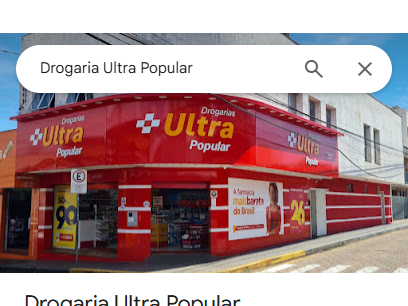 Drogaria Ultra Popular
Drogarias
Ultra
Popular
Drogarias
Ultra
Popular
Ultra
Popular
E
90
A farmácia
mais barata
do Brasil
26
Drogaria Ultra Popular